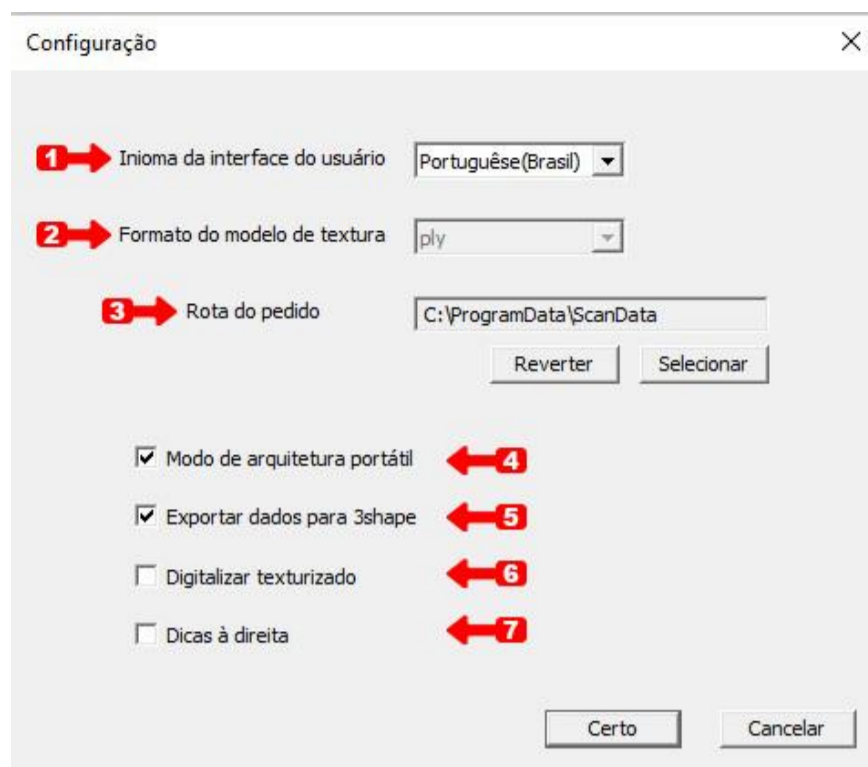 Configuração
1 Inioma da interface do usuário Portuguêse(Brasil)
2 Formato do modelo de textura ply
3 Rota do pedido C:\ProgramData\ScanData
Reverter Selecionar
Modo de arquitetura portátil 4
Exportar dados para 3shape 5
Digitalizar texturizado 6
Dicas à direita 7
Certo Cancelar